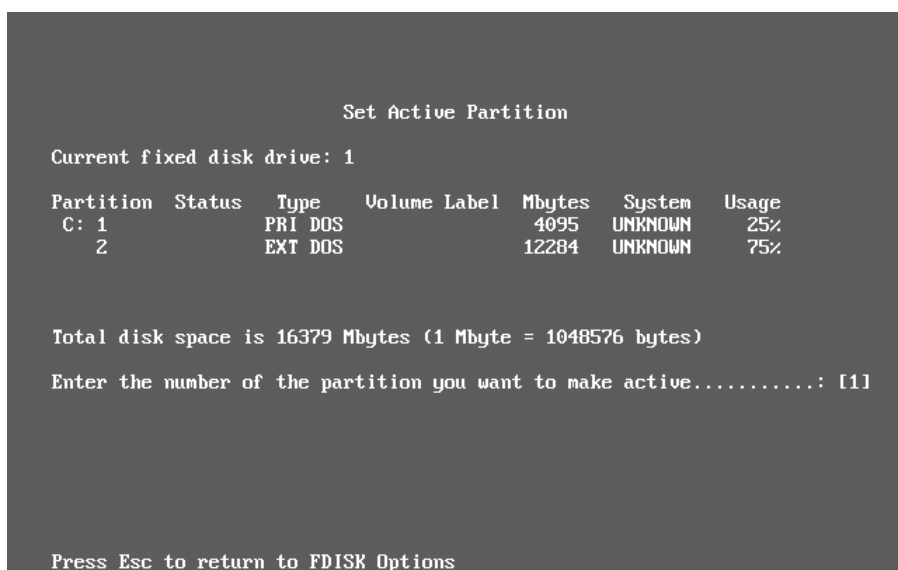 Set Active Partition
Current fixed disk drive: 1
Partition Status Type Volume Label Mbytes System Usage
C: 1 PRI DOS 4095 UNKNOWN 25%
2 EXT DOS 12284 UNKNOWN 75%
Total disk space is 16379 Mbytes (1 Mbyte = 1048576 bytes)
Enter the number of the partition you want to make active...........: [1]
Press Esc to return to FDISK Options